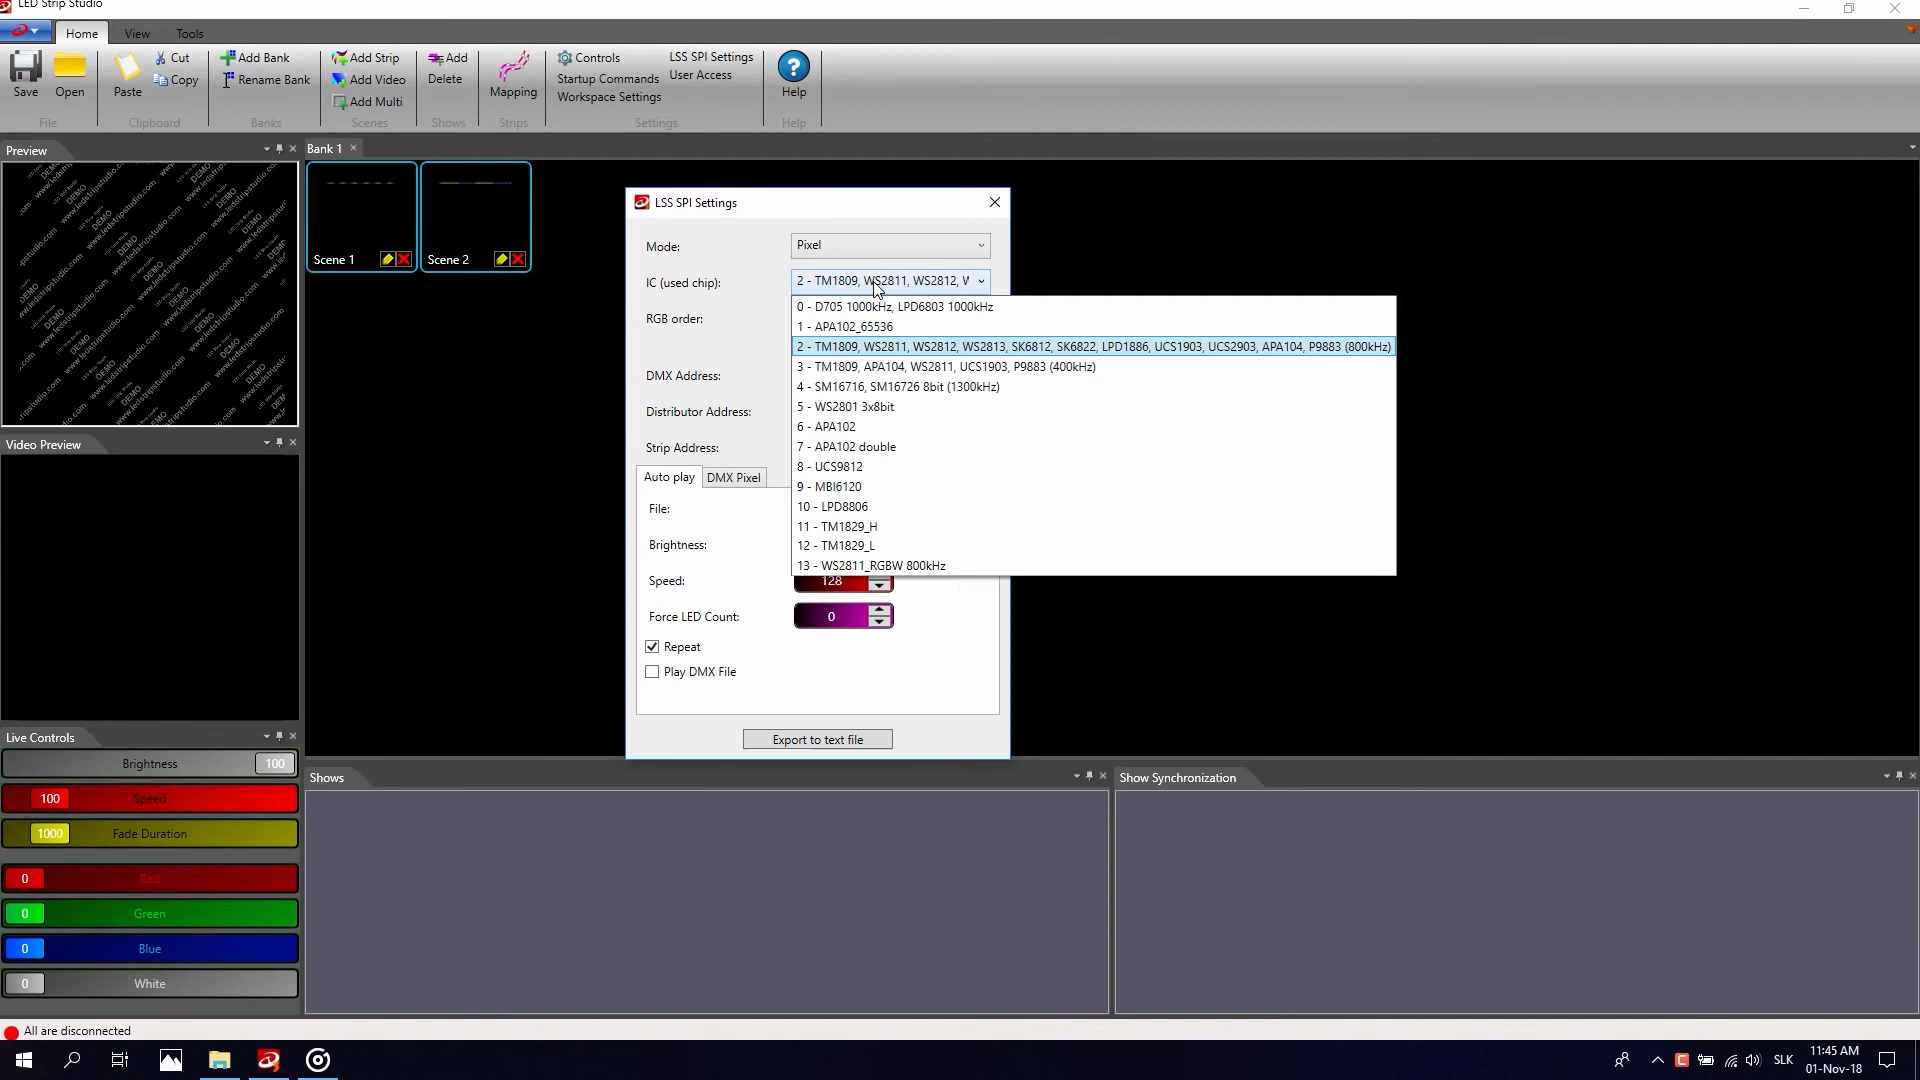 LED Strip Studio
Home
View
Tools
Save
Open
File
Paste
Cut
Copy
Clipboard
Add Bank
Rename Bank
Banks
Add Strip
Add Video
Add Multi
Scenes
Add
Delete
Shows
Mapping
Strips
Controls
Startup Commands
Workspace Settings
LSS SPI Settings
User Access
Settings
Help
Help
Preview
DEMO
www.ledstripstudio.com
Video Preview
Bank 1
Scene 1
Scene 2
LSS SPI Settings
Mode:
Pixel
IC (used chip):
2 - TM1809, WS2811, WS2812, W
RGB order:
DMX Address:
Distributor Address:
Strip Address:
0 - D705 1000kHz, LPD6803 1000kHz
1 - APA102_65536
2 - TM1809, WS2811, WS2812, WS2813, SK6812, SK6822, LPD1886, UCS1903, UCS2903, APA104, P9883 (800kHz)
3 - TM1809, APA104, WS2811, UCS1903, P9883 (400kHz)
4 - SM16716, SM16726 8bit (1300kHz)
5 - WS2801 3x8bit
6 - APA102
7 - APA102 double
8 - UCS9812
9 - MBI6120
10 - LPD8806
11 - TM1829_H
12 - TM1829_L
13 - WS2811_RGBW 800kHz
Auto play
DMX Pixel
File:
Brightness:
Speed:
128
Force LED Count:
0
Repeat
Play DMX File
Export to text file
Live Controls
Brightness
100
100
Speed
1000
Fade Duration
0
Red
0
Green
0
Blue
0
White
Shows
Show Synchronization
All are disconnected
SLK
11:45 AM
01-Nov-18